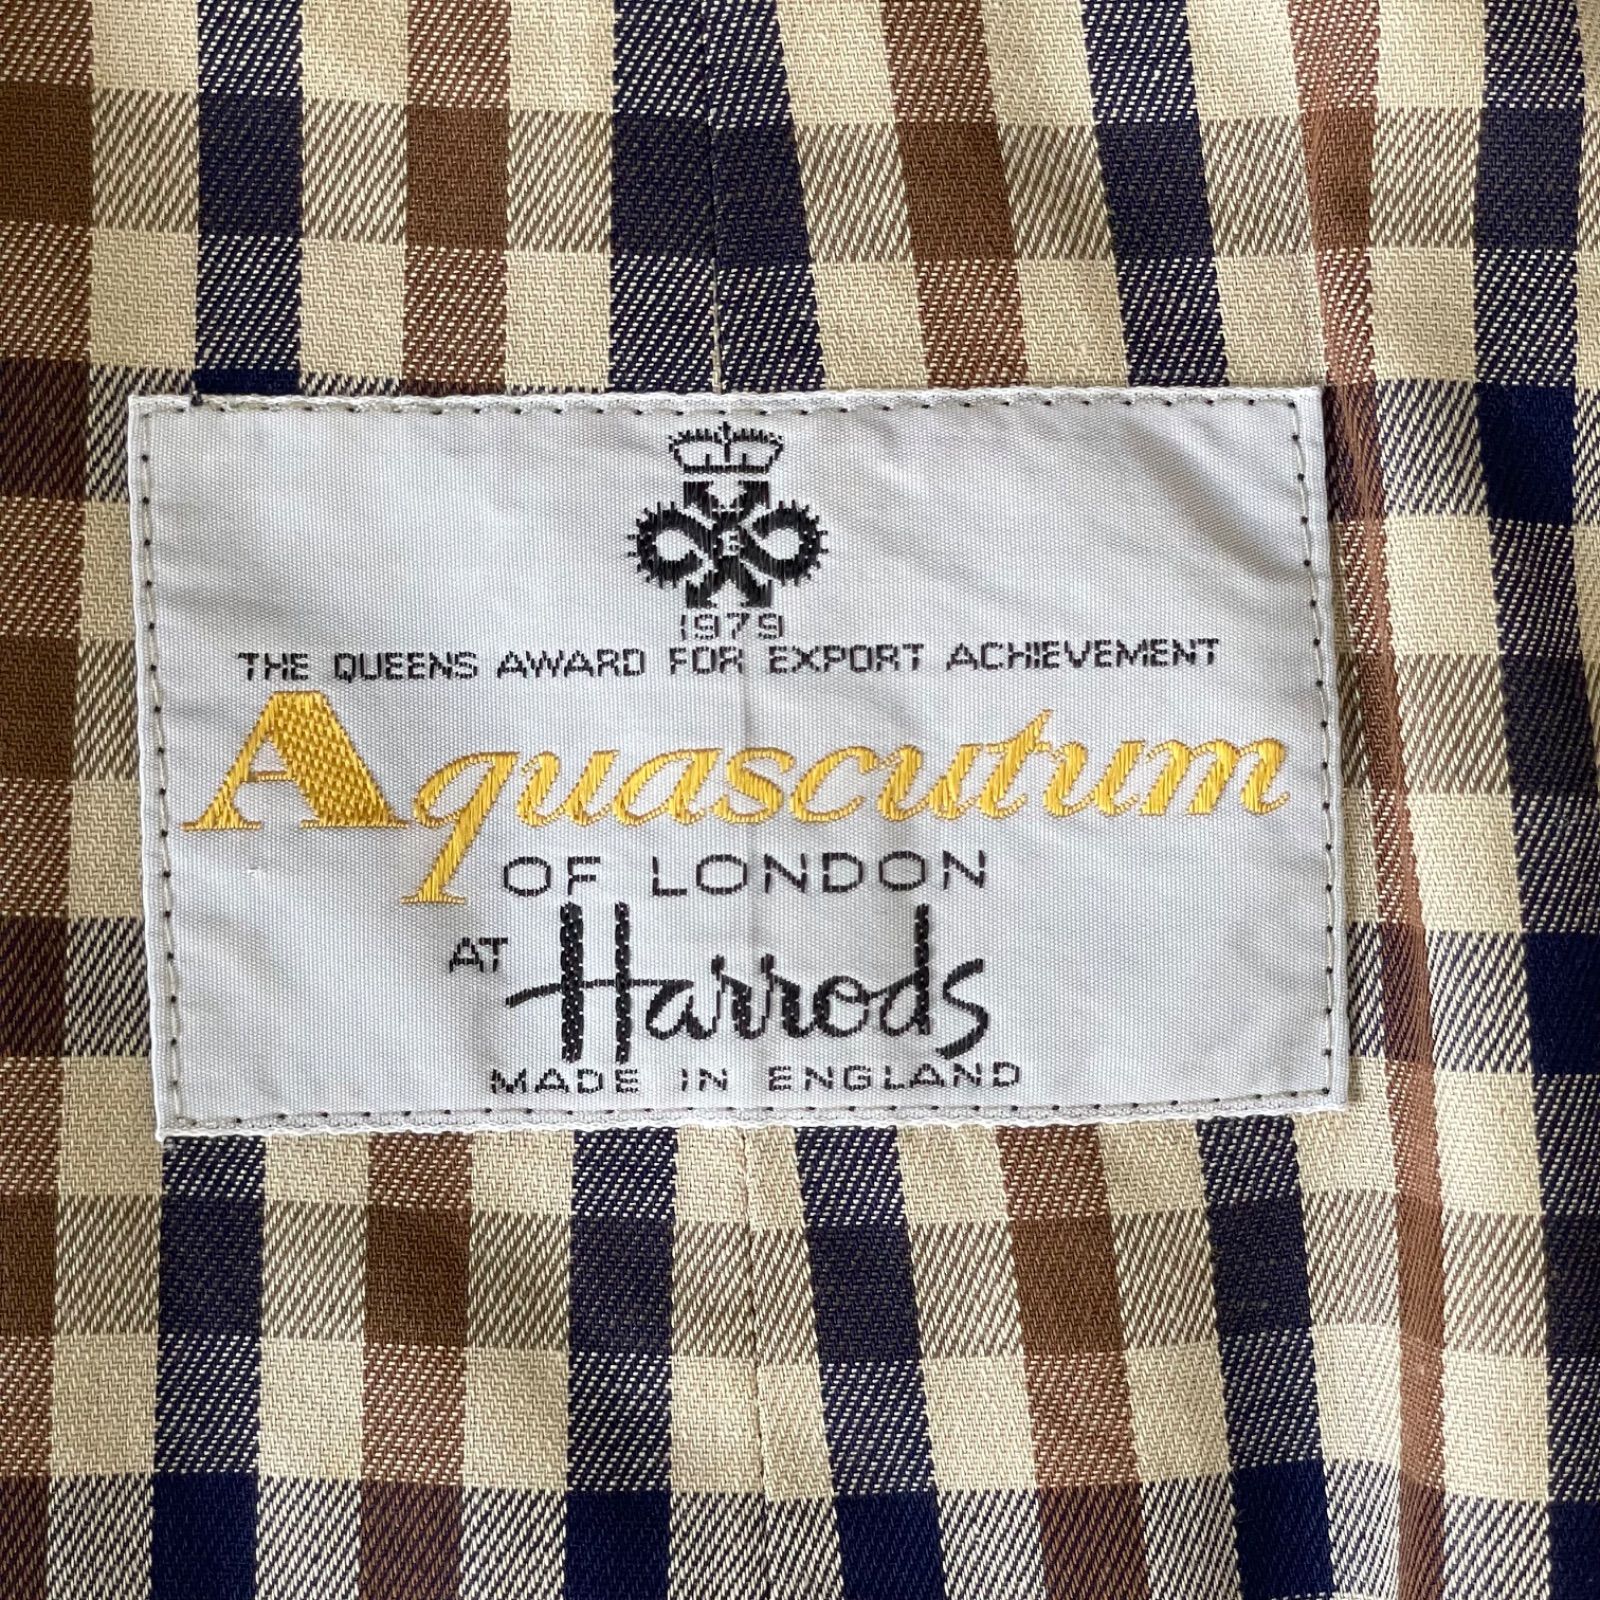 1979
THE QUEENS AWARD FOR EXPORT ACHIEVEMENT
Aquascutum
OF LONDON
AT Harrods
MADE IN ENGLAND